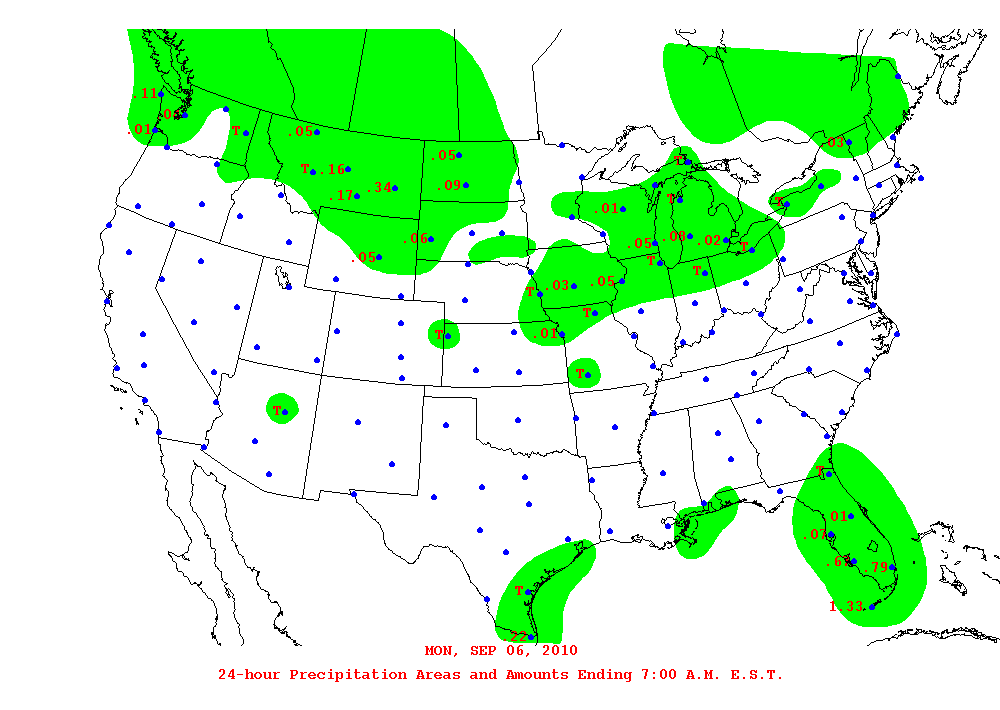 .11
.01
T
.05
T
.16
.17
.34
.05
.09
.06
.05
T
.03
T
.01
T
.05
.08
.02
T
T
T
T
.03
.05
T
.01
T
T
T
T
.01
.07
.67
.79
1.33
T
.22
MON, SEP 06, 2010
24-hour Precipitation Areas and Amounts Ending 7:00 A.M. E.S.T.